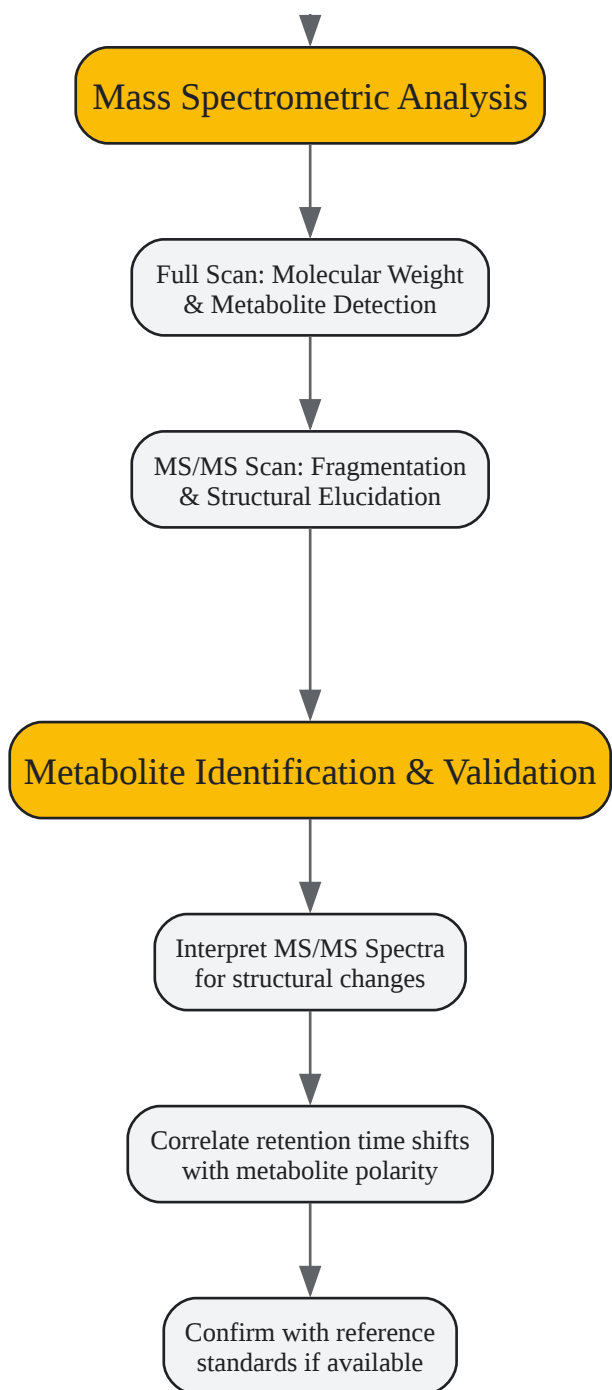 Mass Spectrometric Analysis
Full Scan: Molecular Weight
& Metabolite Detection
MS/MS Scan: Fragmentation
& Structural Elucidation
Metabolite Identification & Validation
Interpret MS/MS Spectra
for structural changes
Correlate retention time shifts
with metabolite polarity
Confirm with reference
standards if available